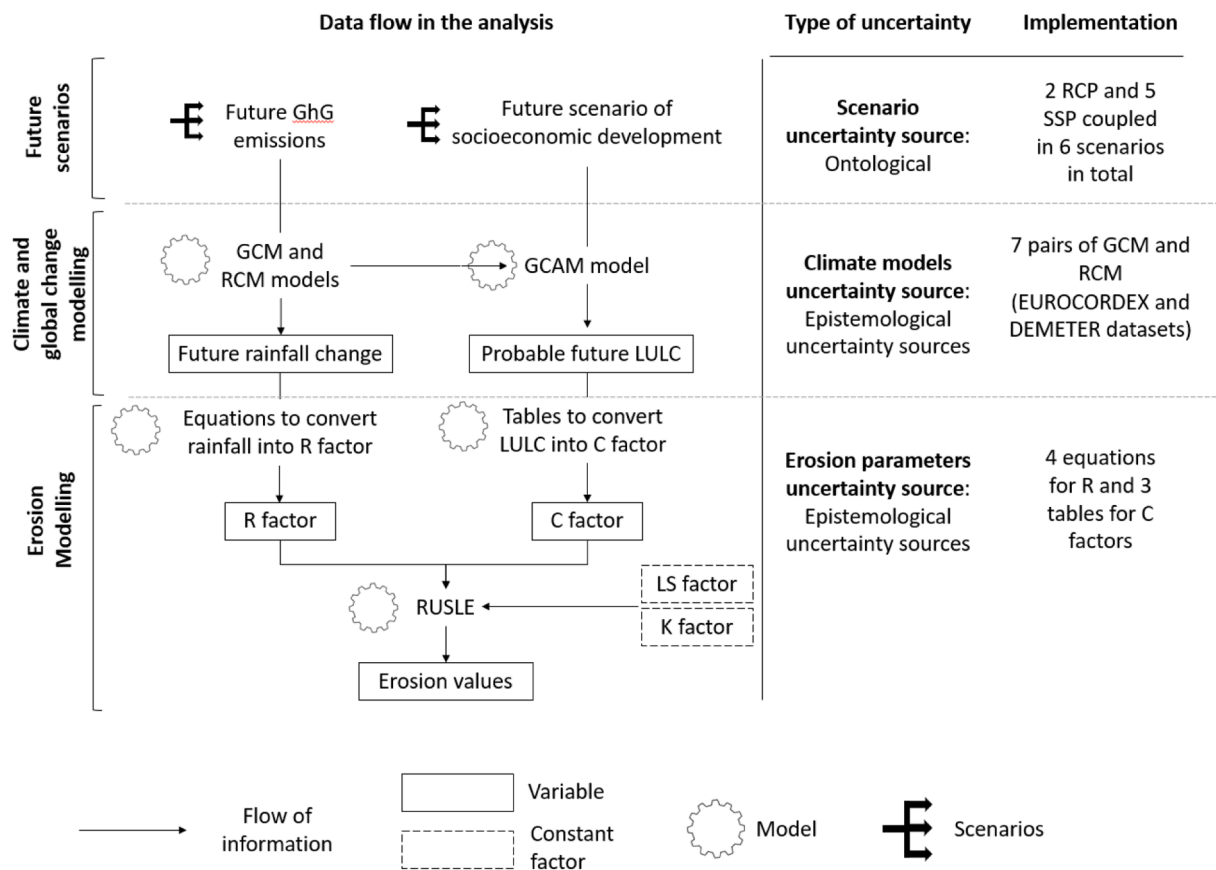 Data flow in the analysis
Type of uncertainty
Implementation
Future
scenarios
Future GhG
emissions
Future scenario of
socioeconomic development
Scenario
uncertainty source:
Ontological
2 RCP and 5
SSP coupled
in 6 scenarios
in total
Climate and
global change
modelling
GCM and
RCM models
GCAM model
Future rainfall change
Probable future LULC
Climate models
uncertainty source:
Epistemological
uncertainty sources
7 pairs of GCM and
RCM
(EUROCORDEX and
DEMETER datasets)
Erosion
Modelling
Equations to convert
rainfall into R factor
Tables to convert
LULC into C factor
R factor
C factor
LS factor
K factor
RUSLE
Erosion values
Erosion parameters
uncertainty source:
Epistemological
uncertainty sources
4 equations
for R and 3
tables for C
factors
Flow of
information
Variable
Constant
factor
Model
Scenarios